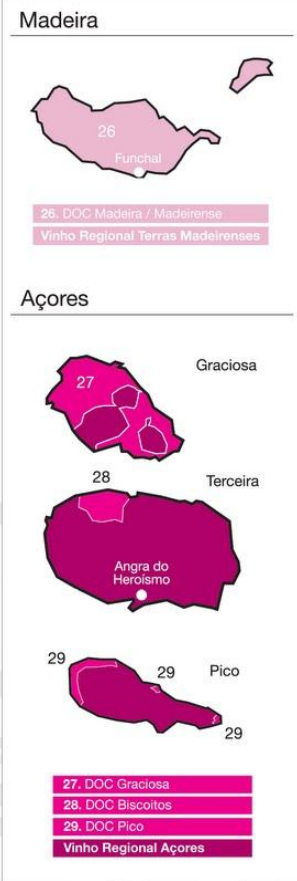 Madeira
26
Funchal
26. DOC Madeira / Madeirense
Vinho Regional Terras Madeirenses
Açores
Graciosa
27
28
Terceira
Angra do
Heroísmo
29
29
Pico
29
27. DOC Graciosa
28. DOC Biscoitos
29. DOC Pico
Vinho Regional Açores